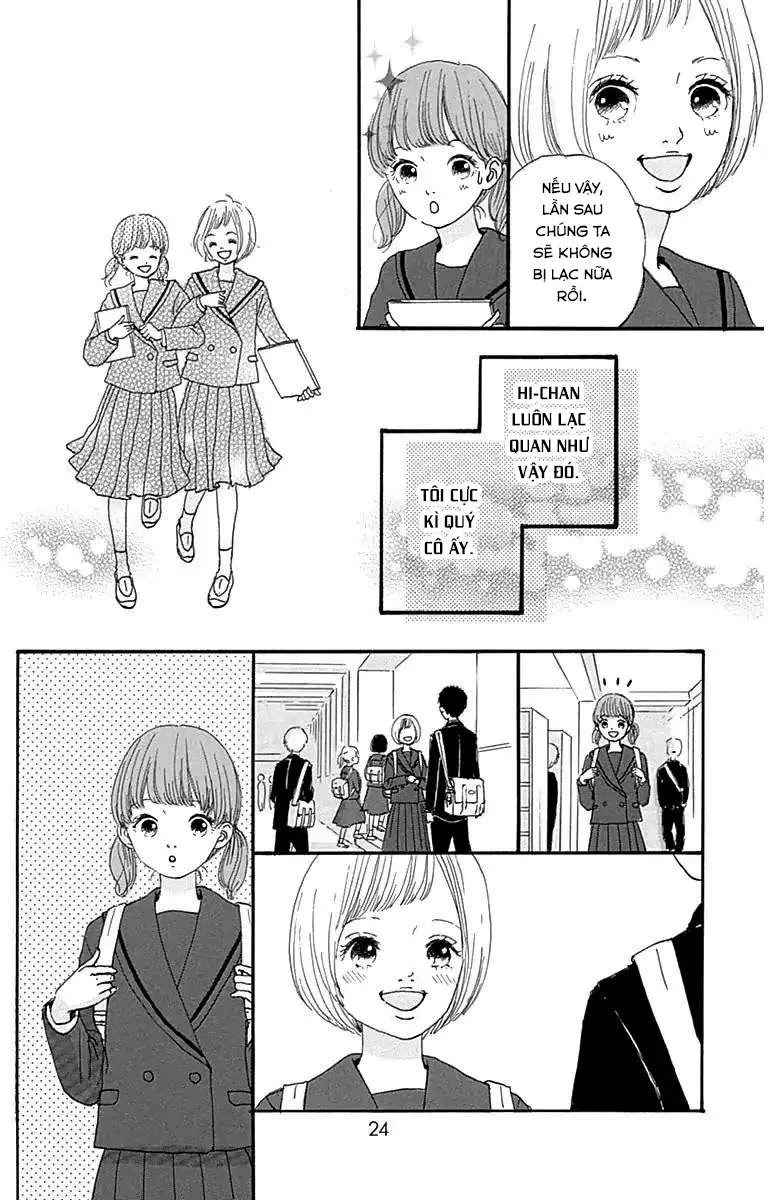 NẾU VẬY,
LẦN SAU
CHÚNG TA
SẼ KHÔNG
BỊ LẠC NỮA
RỒI.
HI-CHAN
LUÔN LẠC
QUAN NHƯ
VẬY ĐÓ.
TÔI CỰC
KÌ QUÝ
CÔ ẤY.
24